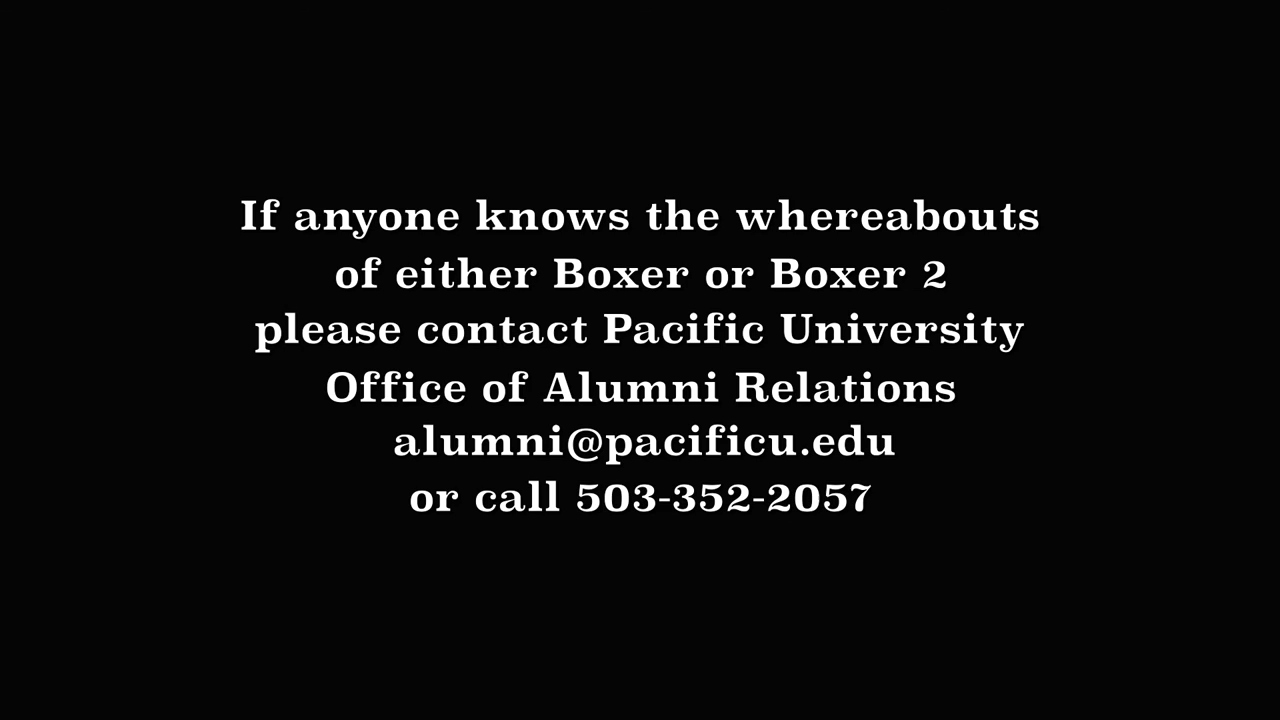 If anyone knows the whereabouts
of either Boxer or Boxer 2
please contact Pacific University
Office of Alumni Relations
alumni@pacificu.edu
or call 503-352-2057